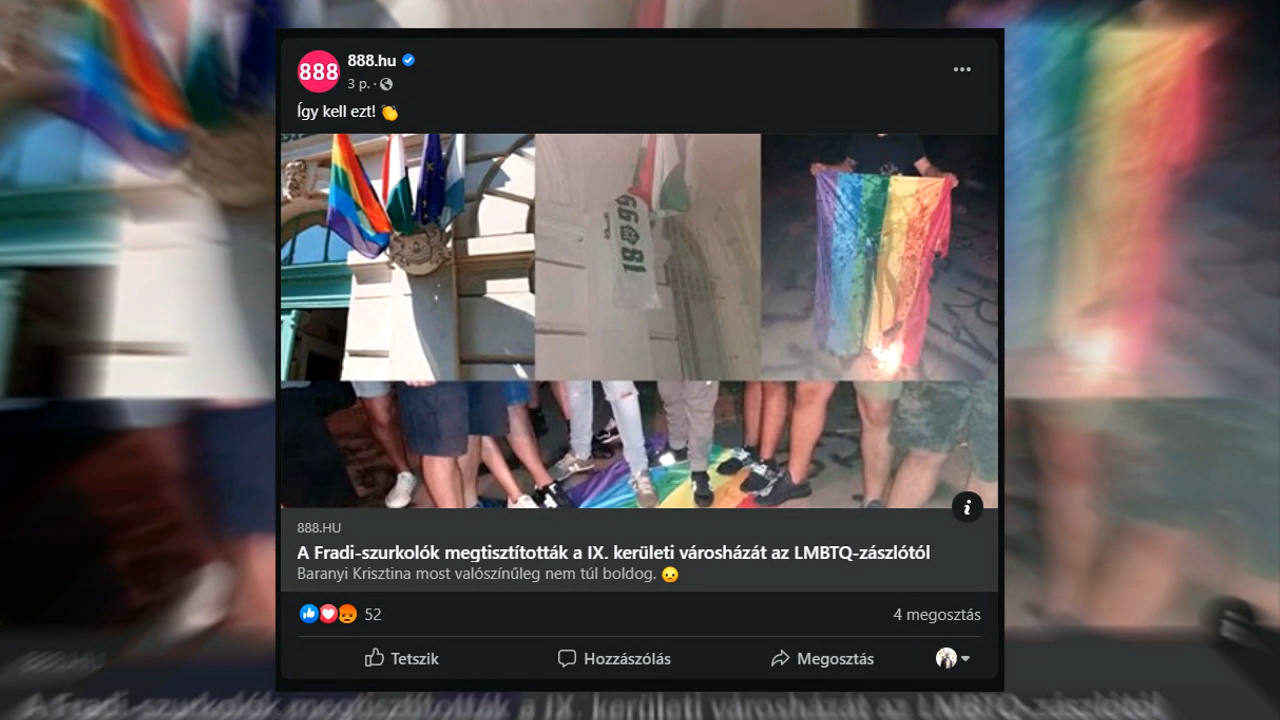 888
888.hu
3 p. ·
Így kell ezt! 👏
888.HU
A Fradi-szurkolók megtisztították a IX. kerületi városházát az LMBTQ-zászlótól
Baranyi Krisztina most valószínűleg nem túl boldog. 😠
52
4 megosztás
Tetszik
Hozzászólás
Megosztás